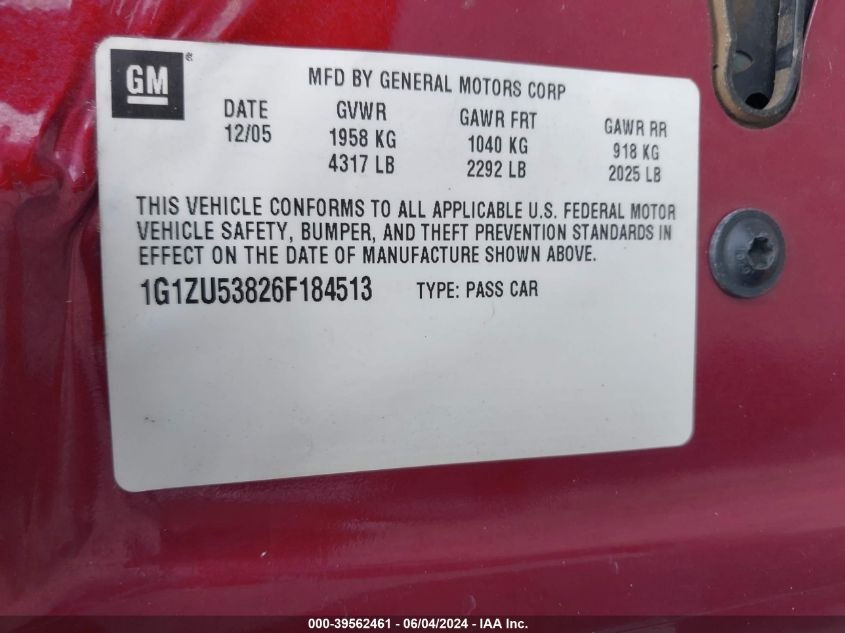 GM ®
MFD BY GENERAL MOTORS CORP
DATE GVWR GAWR FRT GAWR RR
12/05 1958 KG 1040 KG 918 KG
4317 LB 2292 LB 2025 LB
THIS VEHICLE CONFORMS TO ALL APPLICABLE U.S. FEDERAL MOTOR
VEHICLE SAFETY, BUMPER, AND THEFT PREVENTION STANDARDS IN
EFFECT ON THE DATE OF MANUFACTURE SHOWN ABOVE.
1G1ZU53826F184513 TYPE: PASS CAR
000-39562461 - 06/04/2024 - IAA Inc.